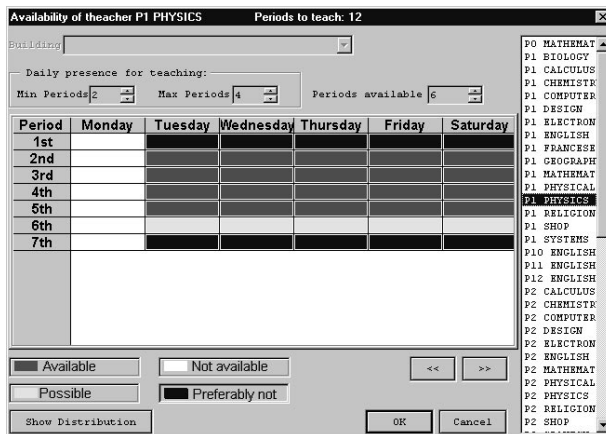 Availability of theacher P1 PHYSICS Periods to teach: 12
Building
Daily presence for teaching:
Min Periods 2 Max Periods 4 Periods available 6
Period Monday Tuesday Wednesday Thursday Friday Saturday
1st
2nd
3rd
4th
5th
6th
7th
Available Not available << >>
Possible Preferably not
Show Distribution OK Cancel
P0 MATHEMAT
P1 BIOLOGY
P1 CALCULUS
P1 CHEMISTR
P1 COMPUTER
P1 DESIGN
P1 ELECTRON
P1 ENGLISH
P1 FRANCESE
P1 GEOGRAPH
P1 MATHEMAT
P1 PHYSICAL
P1 PHYSICS
P1 RELIGION
P1 SHOP
P1 SYSTEMS
P10 ENGLISH
P11 ENGLISH
P12 ENGLISH
P2 CALCULUS
P2 CHEMISTR
P2 COMPUTER
P2 DESIGN
P2 ELECTRON
P2 ENGLISH
P2 MATHEMAT
P2 PHYSICAL
P2 PHYSICS
P2 RELIGION
P2 SHOP